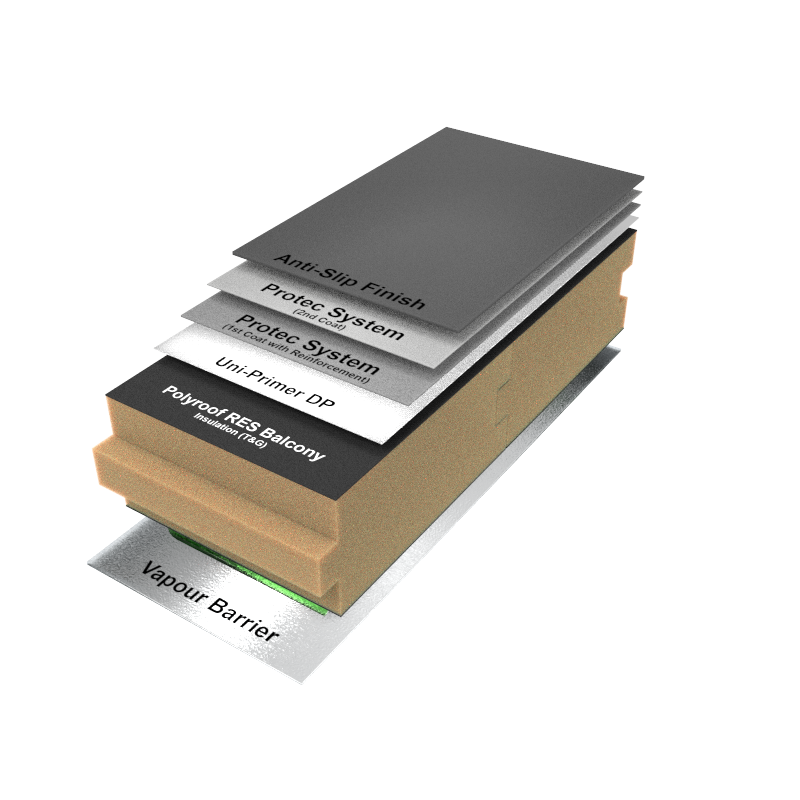 Anti-Slip Finish
Protec System
(2nd Coat)
Protec System
(1st Coat with Reinforcement)
Uni-Primer DP
Polyroof RES Balcony
Insulation (T&G)
Vapour Barrier